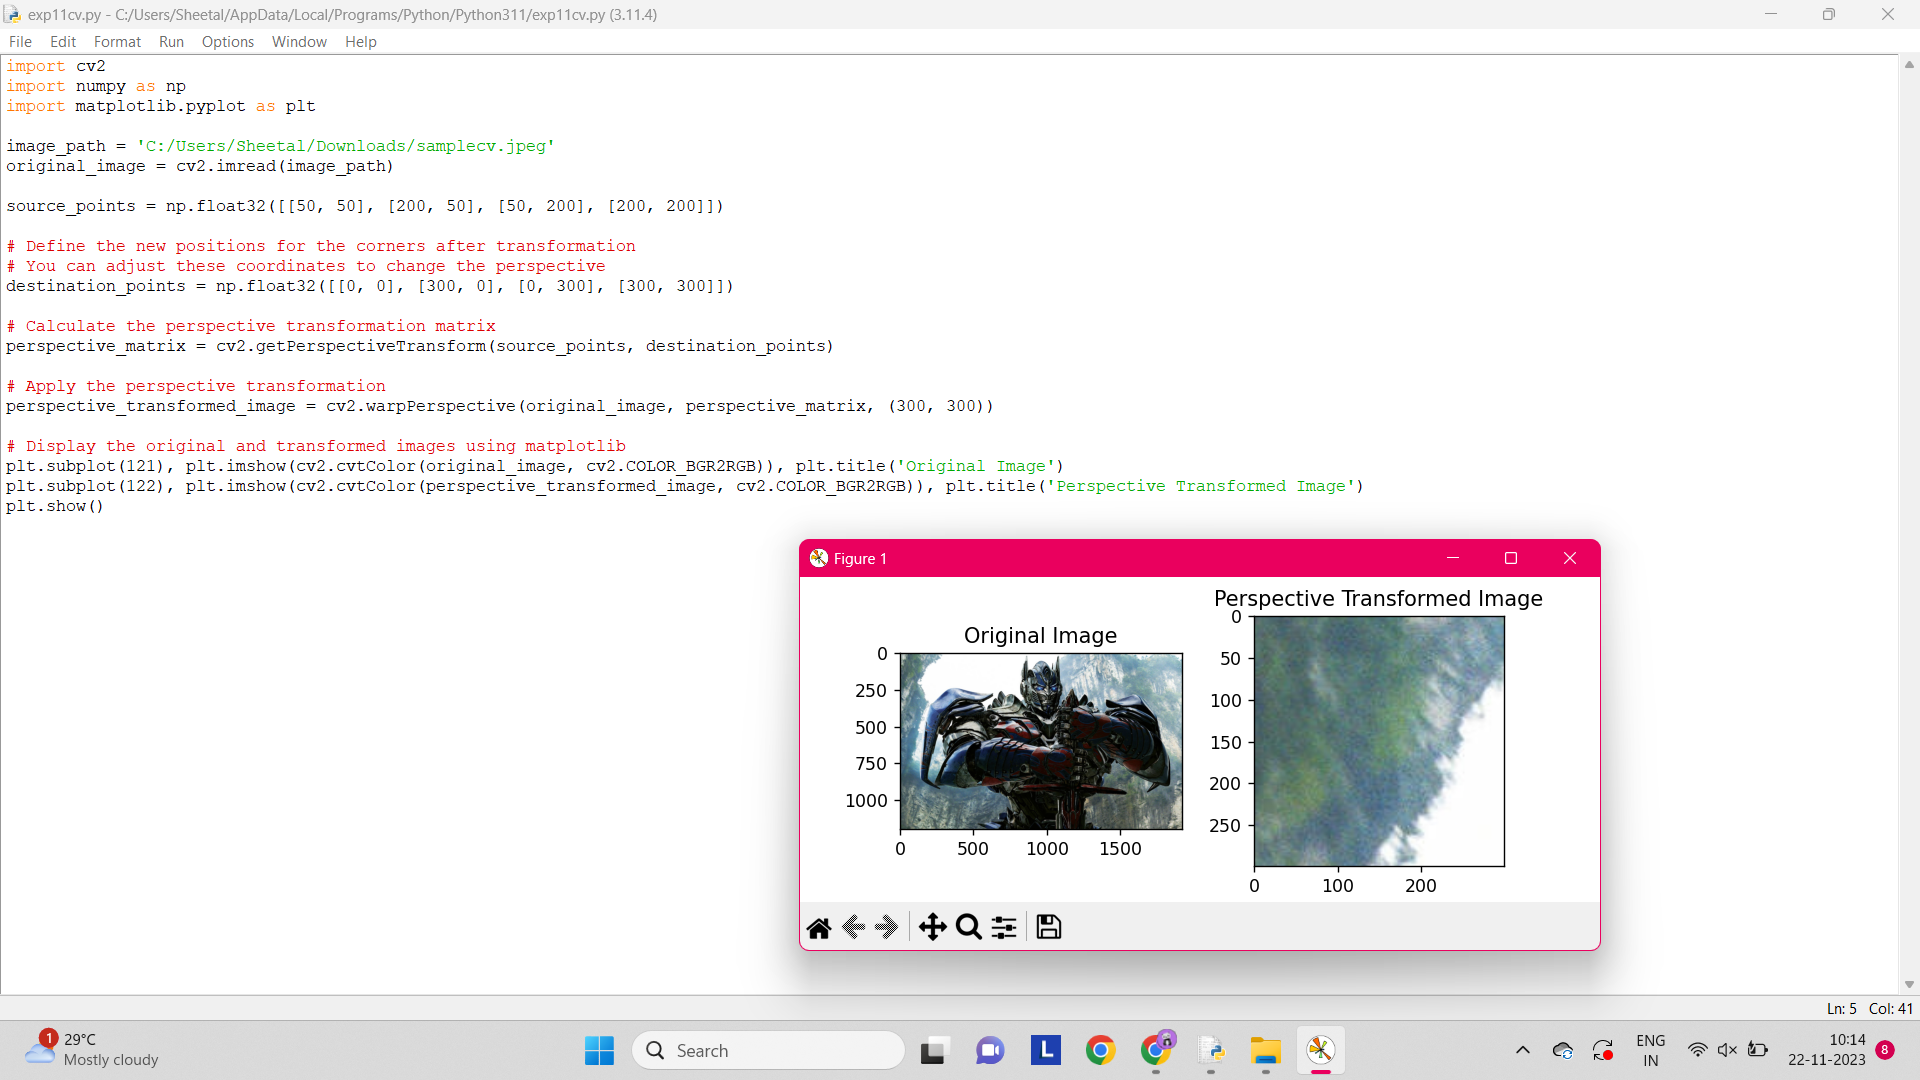 exp11cv.py - C:/Users/Sheetal/AppData/Local/Programs/Python/Python311/exp11cv.py (3.11.4)
File Edit Format Run Options Window Help
import cv2
import numpy as np
import matplotlib.pyplot as plt
image_path = 'C:/Users/Sheetal/Downloads/samplecv.jpeg'
original_image = cv2.imread(image_path)
source_points = np.float32([[50, 50], [200, 50], [50, 200], [200, 200]])
# Define the new positions for the corners after transformation
# You can adjust these coordinates to change the perspective
destination_points = np.float32([[0, 0], [300, 0], [0, 300], [300, 300]])
# Calculate the perspective transformation matrix
perspective_matrix = cv2.getPerspectiveTransform(source_points, destination_points)
# Apply the perspective transformation
perspective_transformed_image = cv2.warpPerspective(original_image, perspective_matrix, (300, 300))
# Display the original and transformed images using matplotlib
plt.subplot(121), plt.imshow(cv2.cvtColor(original_image, cv2.COLOR_BGR2RGB)), plt.title('Original Image')
plt.subplot(122), plt.imshow(cv2.cvtColor(perspective_transformed_image, cv2.COLOR_BGR2RGB)), plt.title('Perspective Transformed Image')
plt.show()
Figure 1
Original Image
0
250
500
750
1000
0 500 1000 1500
Perspective Transformed Image
0
50
100
150
200
250
0 100 200
Ln: 5 Col: 41
1
29°C
Mostly cloudy
Search
L
ENG
IN
10:14
22-11-2023
8